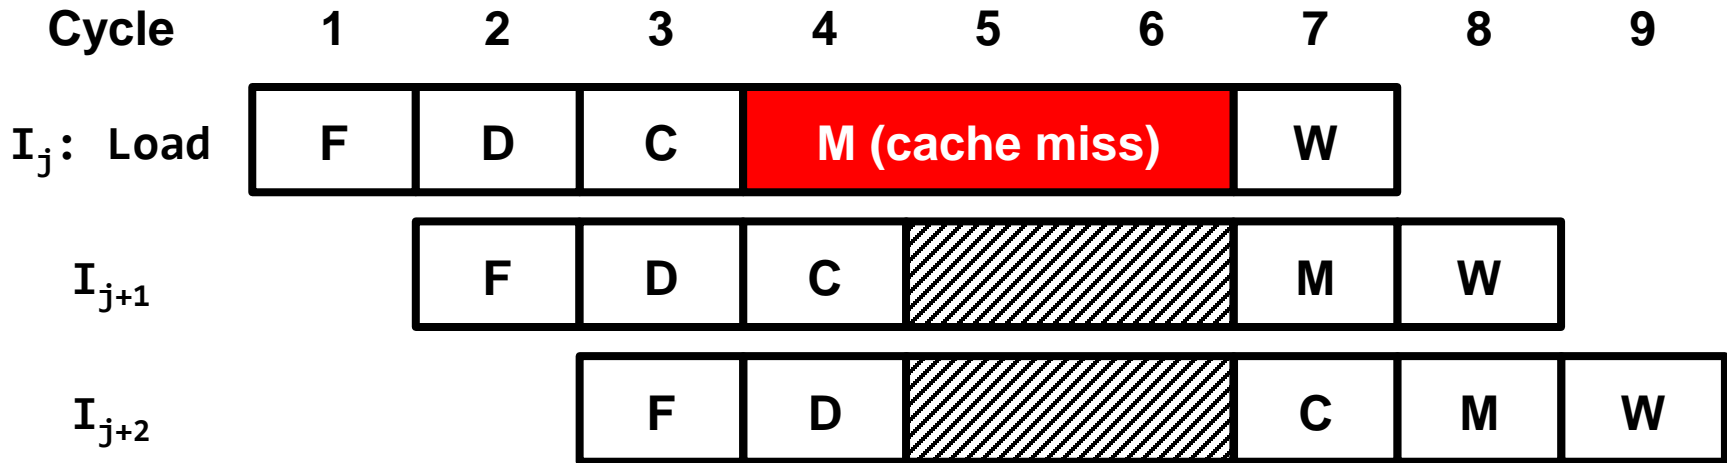 Cycle 1 2 3 4 5 6 7 8 9
Ij: Load F D C M (cache miss) W
Ij+1 F D C M W
Ij+2 F D C M W